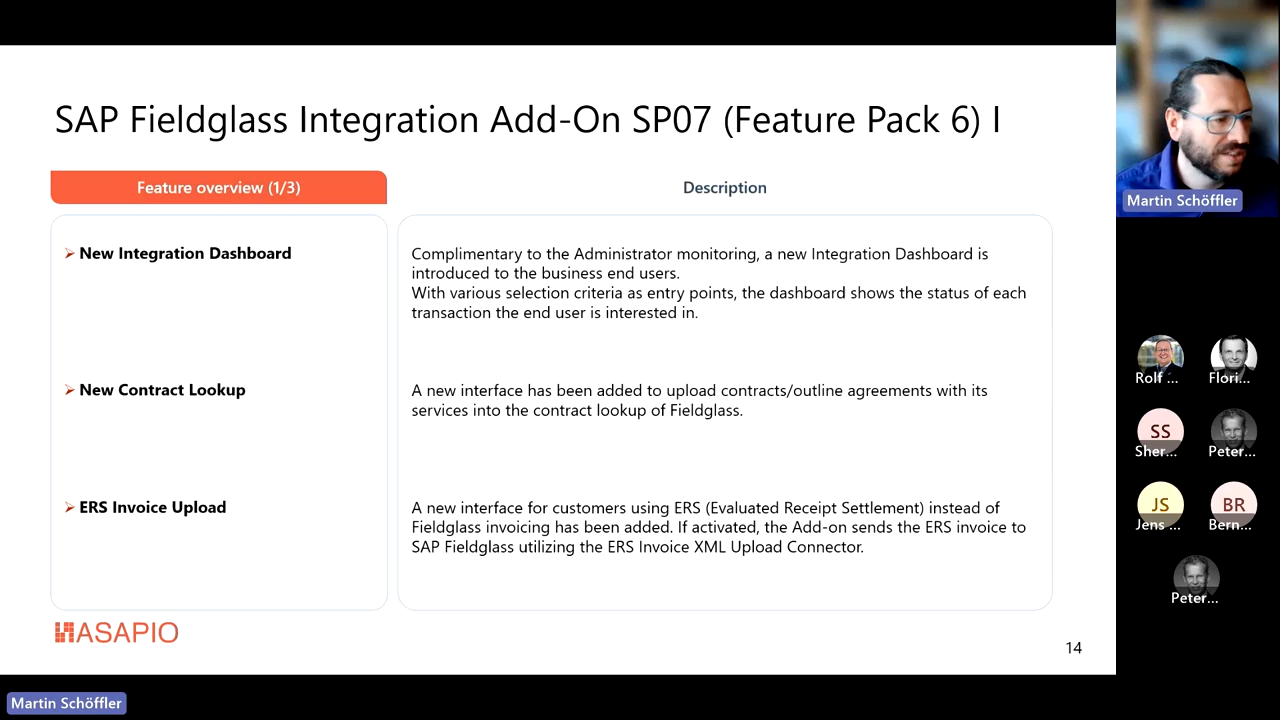 SAP Fieldglass Integration Add-On SP07 (Feature Pack 6) I
Feature overview (1/3)
Description
➢ New Integration Dashboard
Complimentary to the Administrator monitoring, a new Integration Dashboard is
introduced to the business end users.
With various selection criteria as entry points, the dashboard shows the status of each
transaction the end user is interested in.
➢ New Contract Lookup
A new interface has been added to upload contracts/outline agreements with its
services into the contract lookup of Fieldglass.
➢ ERS Invoice Upload
A new interface for customers using ERS (Evaluated Receipt Settlement) instead of
Fieldglass invoicing has been added. If activated, the Add-on sends the ERS invoice to
SAP Fieldglass utilizing the ERS Invoice XML Upload Connector.
ASAPIO
14
Martin Schöffler
Martin Schöffler
Rolf ...
Flori...
SS
Sher...
Peter...
JS
Jens ...
BR
Bern...
Peter...